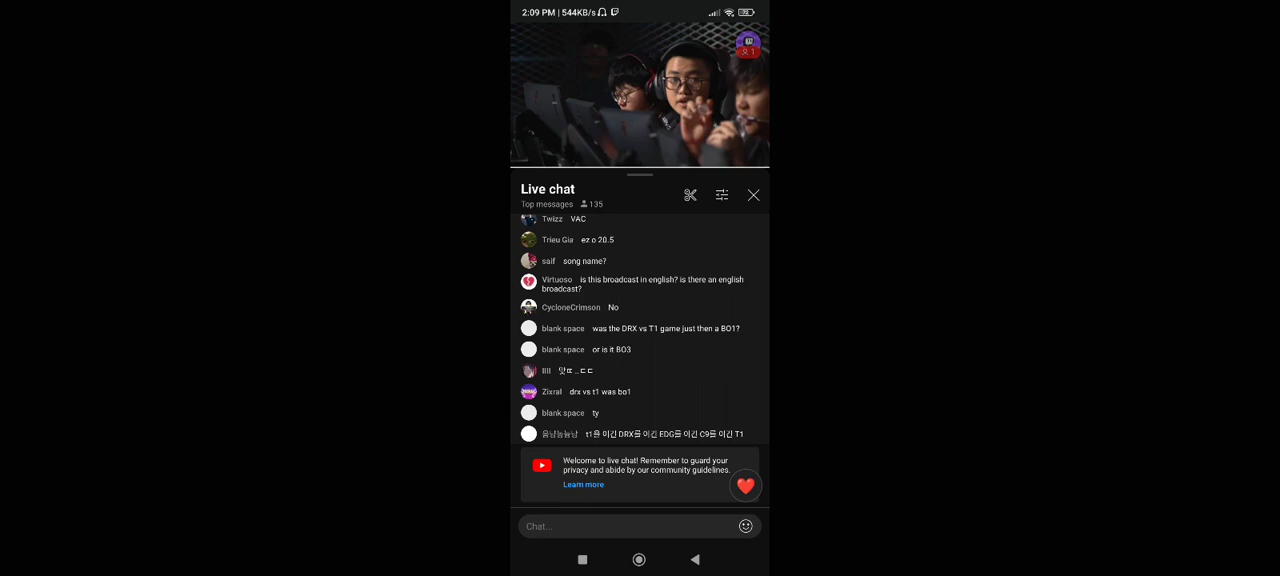 2:09 PM | 544KB/s
1
Live chat
Top messages 135
Twizz VAC
Trieu Gia ez o 20.5
saif song name?
Virtuoso is this broadcast in english? is there an english
broadcast?
CycloneCrimson No
blank space was the DRX vs T1 game just then a BO1?
blank space or is it BO3
llll
Zixral drx vs t1 was bo1
blank space ty
t1을 이긴 DRX를 이긴 EDG를 이긴 C9를 이긴 T1
Welcome to live chat! Remember to guard your
privacy and abide by our community guidelines.
Learn more
Chat...